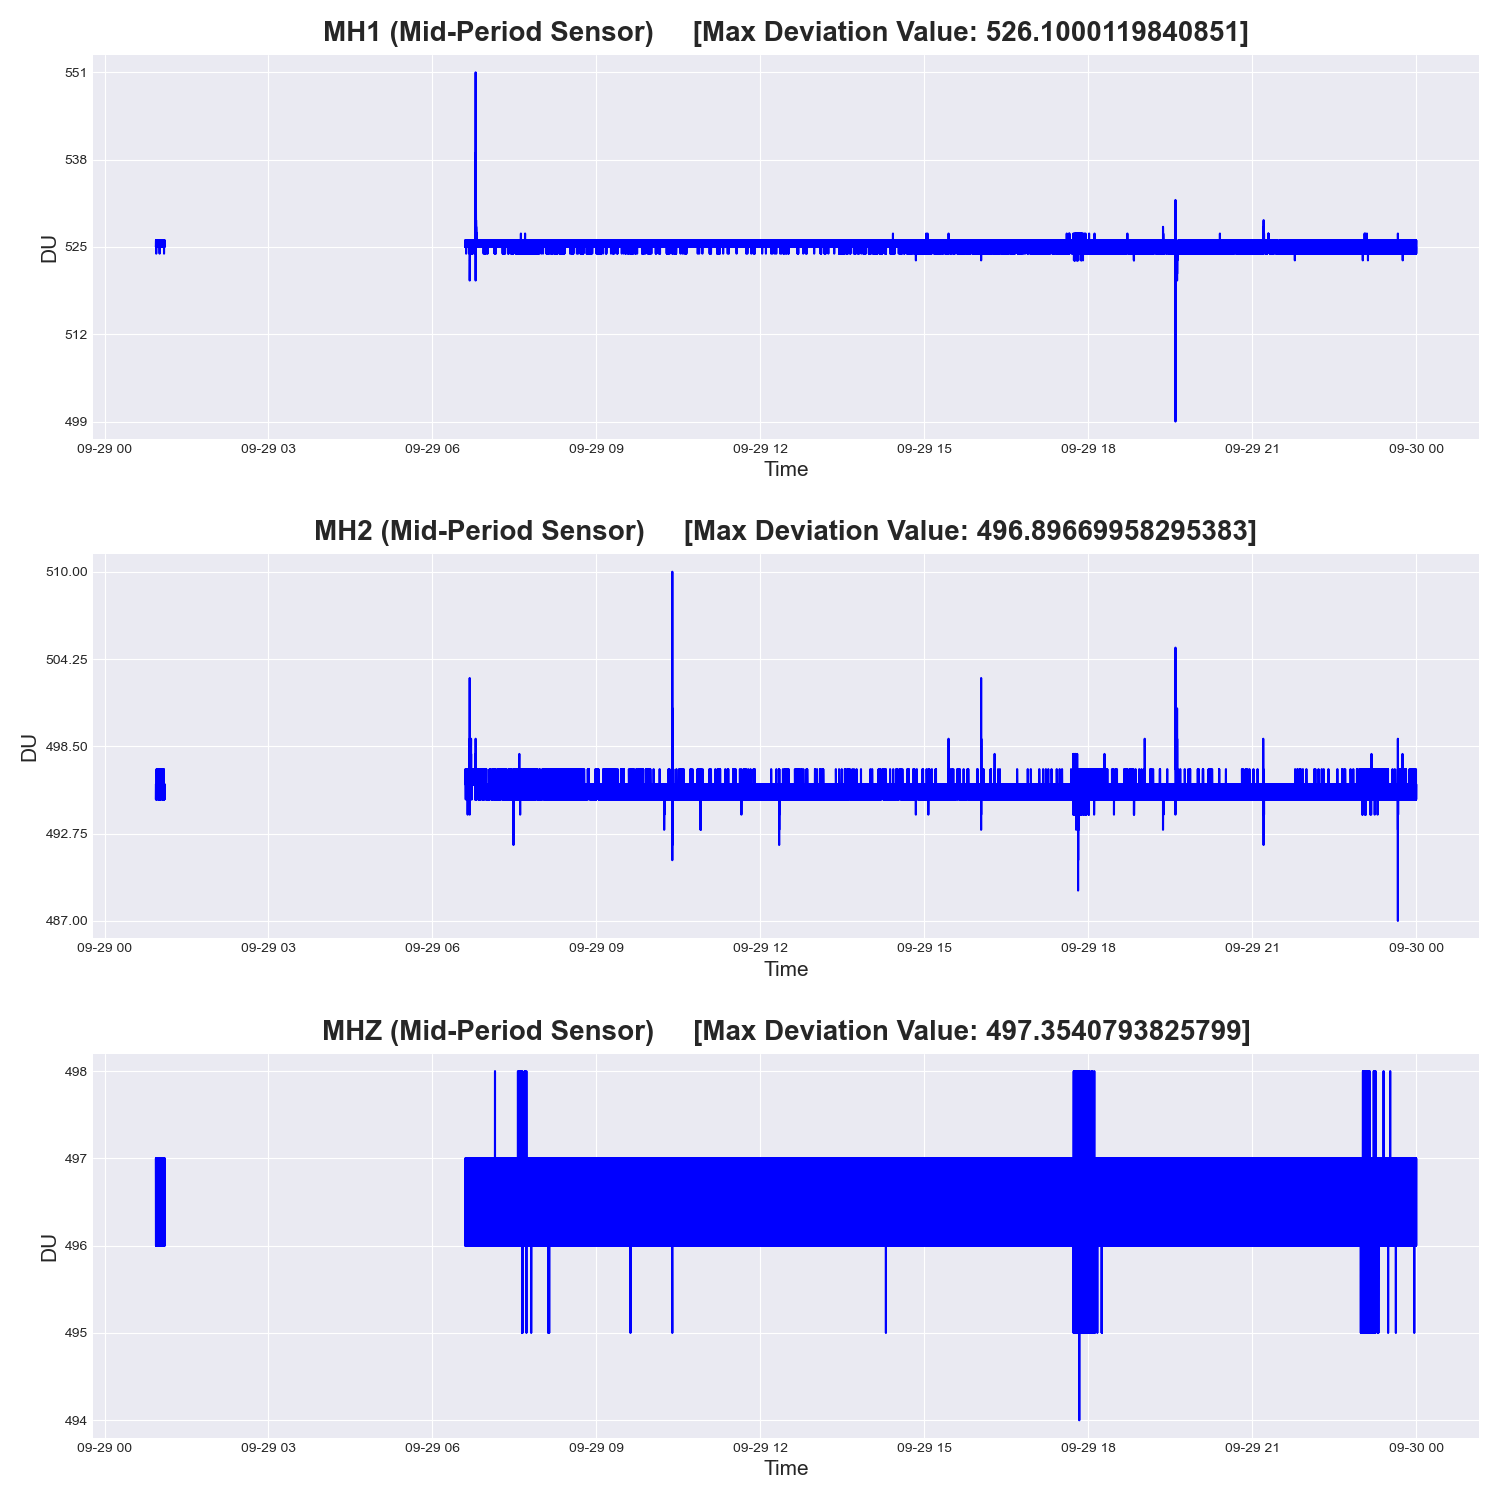 MH1 (Mid-Period Sensor) [Max Deviation Value: 526.1000119840851]
551
538
525
512
499
DU
09-29 00 09-29 03 09-29 06 09-29 09 09-29 12 09-29 15 09-29 18 09-29 21 09-30 00
Time
MH2 (Mid-Period Sensor) [Max Deviation Value: 496.89669958295383]
510.00
504.25
498.50
492.75
487.00
DU
09-29 00 09-29 03 09-29 06 09-29 09 09-29 12 09-29 15 09-29 18 09-29 21 09-30 00
Time
MHZ (Mid-Period Sensor) [Max Deviation Value: 497.3540793825799]
498
497
496
495
494
DU
09-29 00 09-29 03 09-29 06 09-29 09 09-29 12 09-29 15 09-29 18 09-29 21 09-30 00
Time